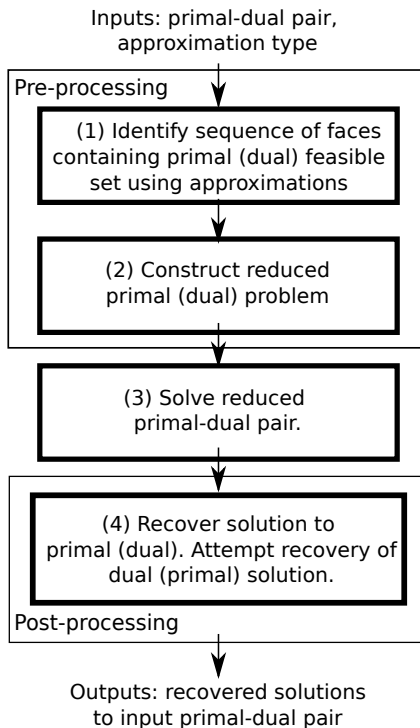 Inputs: primal-dual pair,
approximation type
Pre-processing
(1) Identify sequence of faces
containing primal (dual) feasible
set using approximations
(2) Construct reduced
primal (dual) problem
(3) Solve reduced
primal-dual pair.
(4) Recover solution to
primal (dual). Attempt recovery of
dual (primal) solution.
Post-processing
Outputs: recovered solutions
to input primal-dual pair